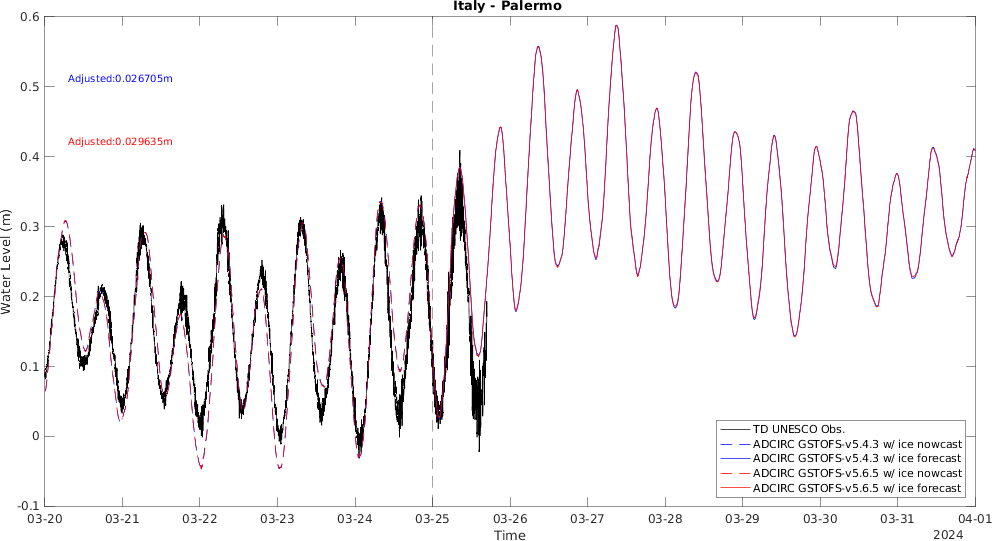 Italy - Palermo
0.6
0.5
0.4
0.3
0.2
0.1
0
-0.1
Water Level (m)
Adjusted:0.026705m
Adjusted:0.029635m
TD UNESCO Obs.
ADCIRC GSTOFS-v5.4.3 w/ ice nowcast
ADCIRC GSTOFS-v5.4.3 w/ ice forecast
ADCIRC GSTOFS-v5.6.5 w/ ice nowcast
ADCIRC GSTOFS-v5.6.5 w/ ice forecast
03-20 03-21 03-22 03-23 03-24 03-25 03-26 03-27 03-28 03-29 03-30 03-31 04-01
Time
2024